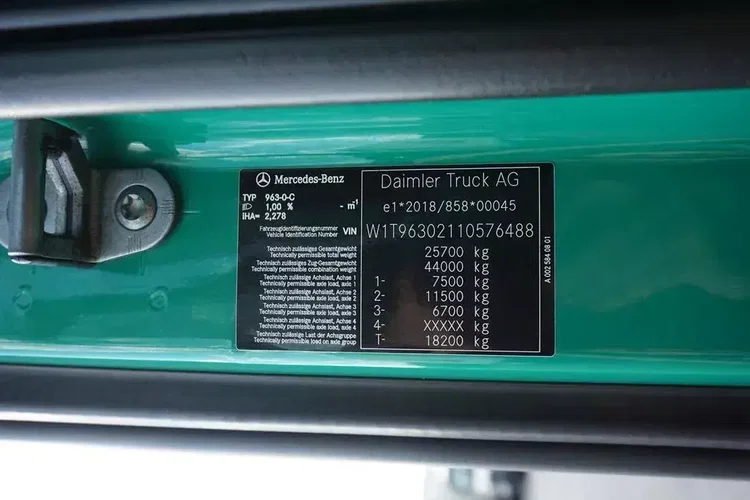 Mercedes-Benz
TYP 963-0-C
1,00 % - m⁻¹
IHA= 2,278
Fahrzeugidentifizierungsnummer
Vehicle Identification Number VIN
Technisch zulässiges Gesamtgewicht
Technically permissible total weight
Technisch zulässiges Zug-Gesamtgewicht
Technically permissible combination weight
Technisch zulässige Achslast, Achse 1
Technically permissible axle load, axle 1
Technisch zulässige Achslast, Achse 2
Technically permissible axle load, axle 2
Technisch zulässige Achslast, Achse 3
Technically permissible axle load, axle 3
Technisch zulässige Achslast, Achse 4
Technically permissible axle load, axle 4
Technisch zulässige Last der Achsgruppe
Technically permissible load on axle group
Daimler Truck AG
e1*2018/858*00045
W1T96302110576488
25700 kg
44000 kg
1- 7500 kg
2- 11500 kg
3- 6700 kg
4- XXXXX kg
T- 18200 kg
A 002 584 08 01